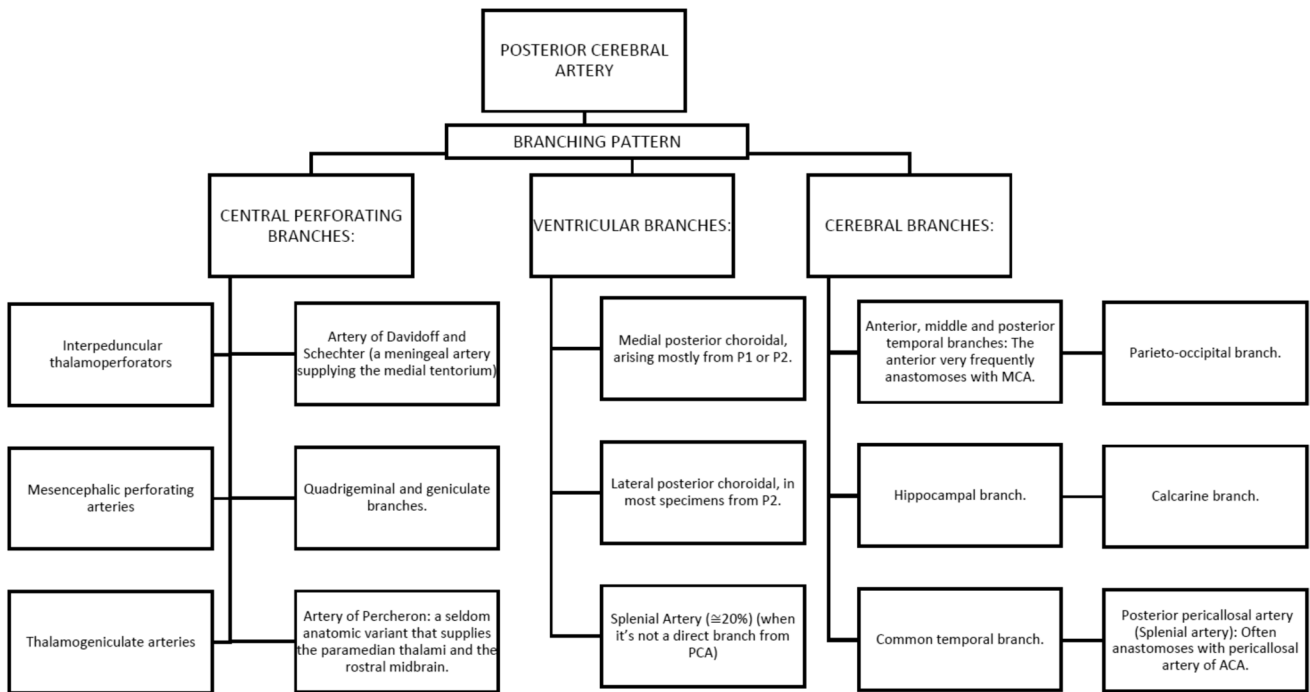 POSTERIOR CEREBRAL
ARTERY
BRANCHING PATTERN
CENTRAL PERFORATING
BRANCHES:
VENTRICULAR BRANCHES:
CEREBRAL BRANCHES:
Interpeduncular
thalamoperforators
Artery of Davidoff and
Schechter (a meningeal artery
supplying the medial tentorium)
Mesencephalic perforating
arteries
Quadrigeminal and geniculate
branches.
Thalamogeniculate arteries
Artery of Percheron: a seldom
anatomic variant that supplies
the paramedian thalami and the
rostral midbrain.
Medial posterior choroidal,
arising mostly from P1 or P2.
Lateral posterior choroidal, in
most specimens from P2.
Splenial Artery (≅20%) (when
it's not a direct branch from
PCA)
Anterior, middle and posterior
temporal branches: The
anterior very frequently
anastomoses with MCA.
Parieto-occipital branch.
Hippocampal branch.
Calcarine branch.
Common temporal branch.
Posterior pericallosal artery
(Splenial artery): Often
anastomoses with pericallosal
artery of ACA.